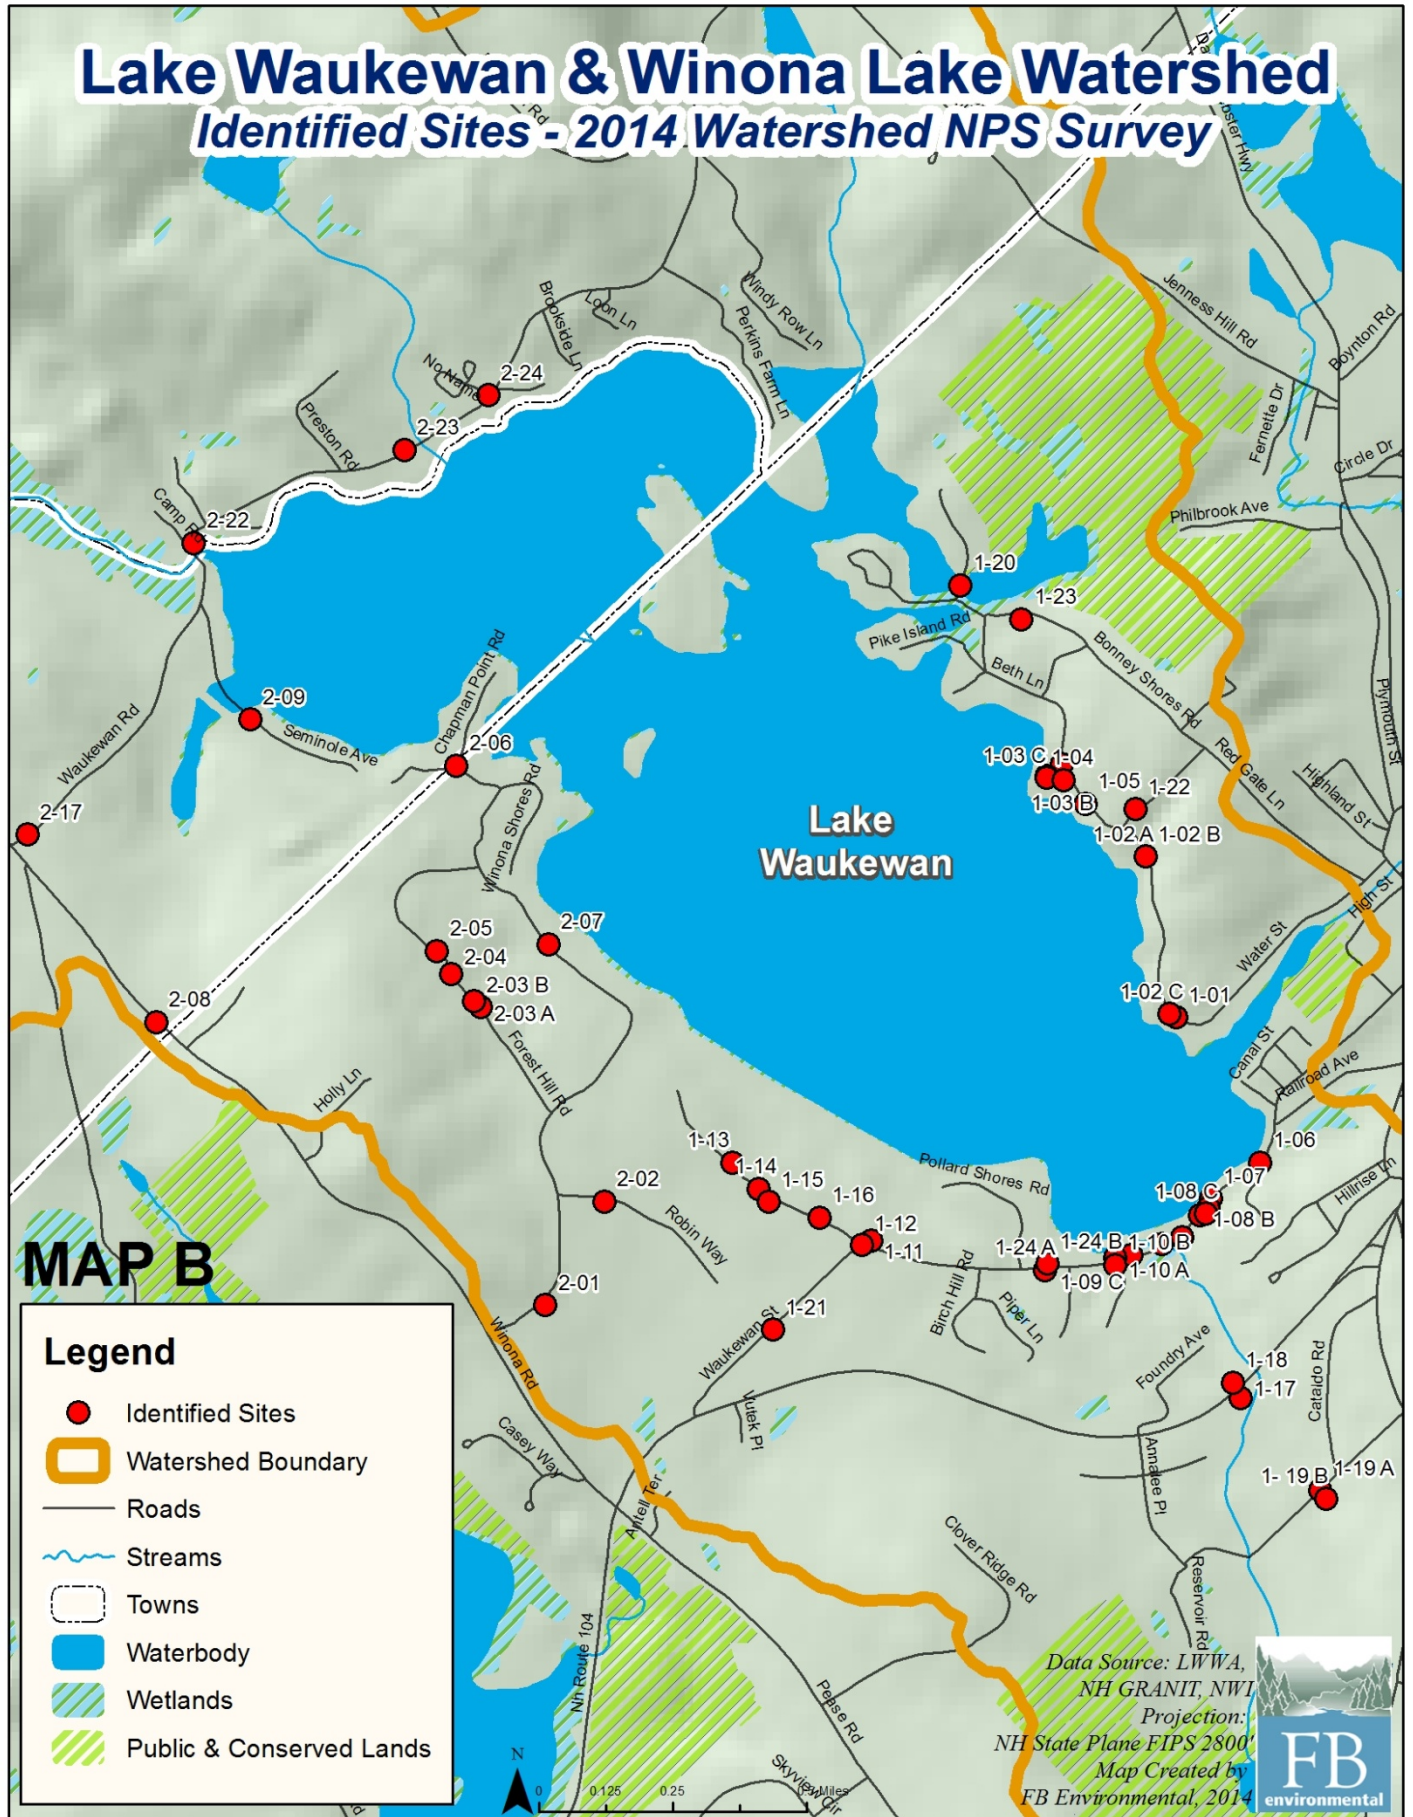 Lake Waukewan & Winona Lake Watershed
Identified Sites - 2014 Watershed NPS Survey
Rd
Windy Row Ln
Jenness Hill Rd
Boynton Rd
Loon Ln
Brookside Ln
Perkins Farm Ln
No Name
2-24
Fernette Dr
Preston Rd
2-23
Circle Dr
Camp Rd
2-22
Philbrook Ave
1-20
1-23
Pike Island Rd
Beth Ln
Bonney Shores Rd
Chapman Point Rd
Plymouth St
2-09
Seminole Ave
2-06
Waukewan Rd
Winona Shores Rd
1-03 C
1-04
Red Gate Ln
Highland St
1-05
1-22
1-03 B
2-17
Lake
Waukewan
1-02 A
1-02 B
High St
2-07
2-05
2-04
Water St
2-03 B
2-03 A
1-02 C
1-01
2-08
Canal St
Railroad Ave
Forest Hill Rd
Holly Ln
1-13
1-06
Pollard Shores Rd
1-14
1-15
1-07
Hillrise Ln
2-02
1-16
1-08 C
1-08 B
Robin Way
1-12
1-11
1-24 A
1-24 B
1-10 B
1-10 A
1-09 C
MAP B
2-01
1-21
Birch Hill Rd
Piper Ln
Waukewan St
Winona Rd
Foundry Ave
1-18
1-17
Cataldo Rd
Vutek Pl
Casey Way
Annalee Pl
1- 19 B
1-19 A
Antell Ter
Clover Ridge Rd
Reservoir Rd
Nh Route 104
Pease Rd
Skyview Cir
Legend
Identified Sites
Watershed Boundary
Roads
Streams
Towns
Waterbody
Wetlands
Public & Conserved Lands
N
0 0.125 0.25 0.5 Miles
Data Source: LWWA,
NH GRANIT, NWI
Projection:
NH State Plane FIPS 2800'
Map Created by
FB Environmental, 2014
FB
environmental